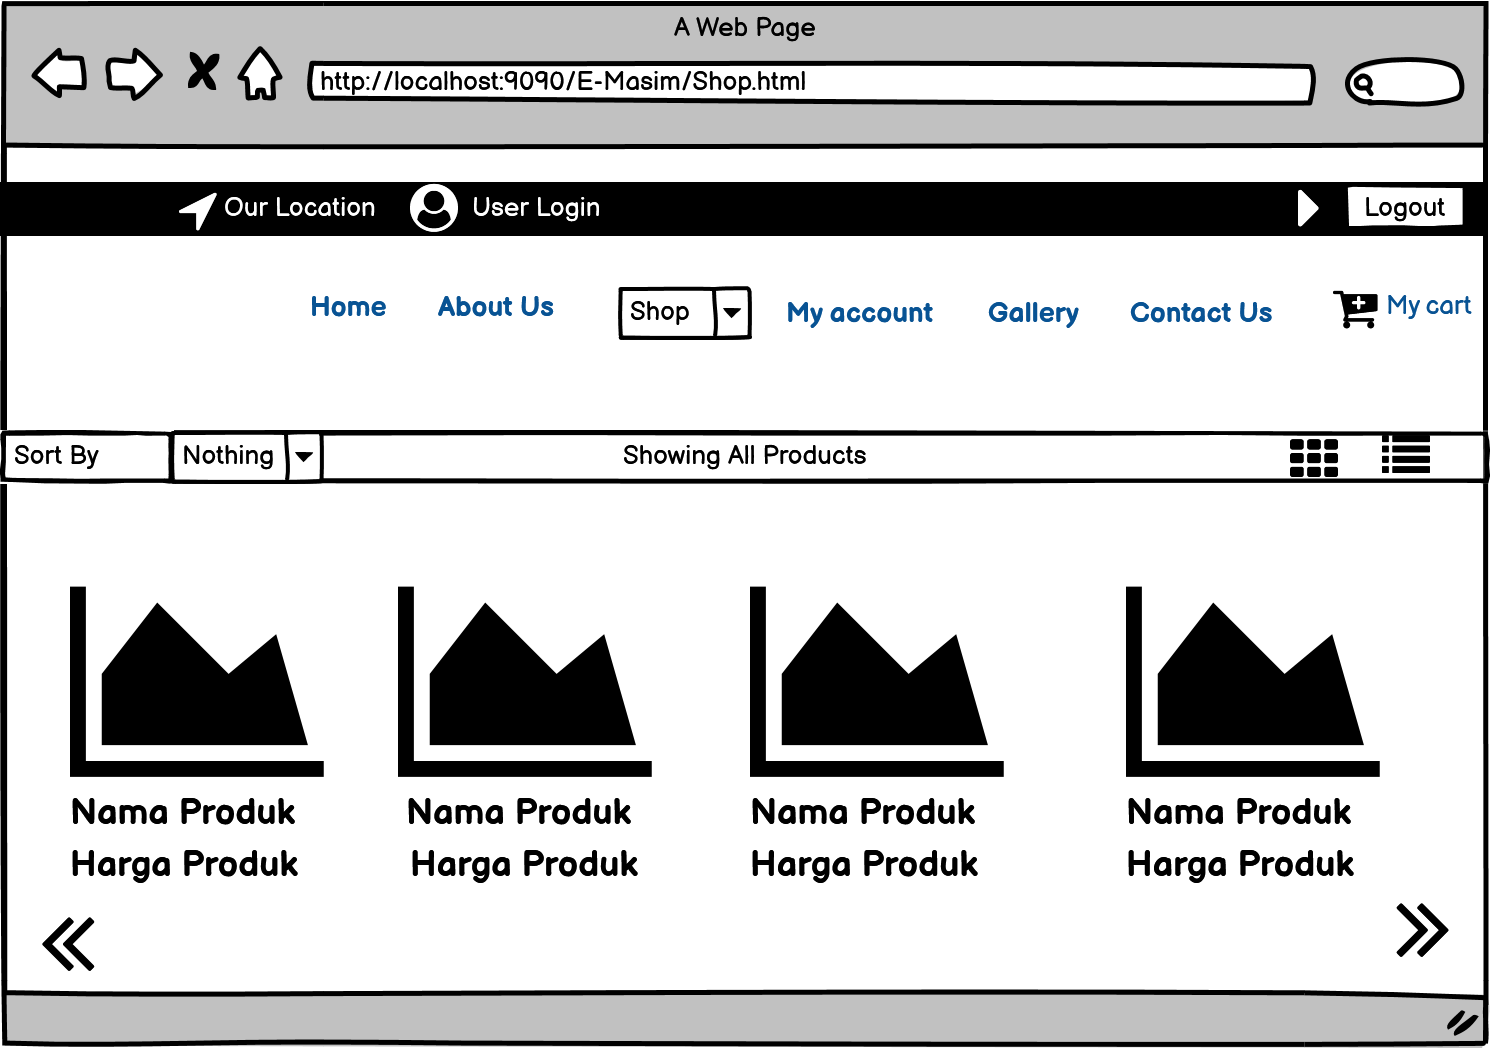 A Web Page
http://localhost:9090/E-Masim/Shop.html
Our Location User Login Logout
Home About Us Shop My account Gallery Contact Us My cart
Sort By Nothing Showing All Products
Nama Produk Nama Produk Nama Produk Nama Produk
Harga Produk Harga Produk Harga Produk Harga Produk